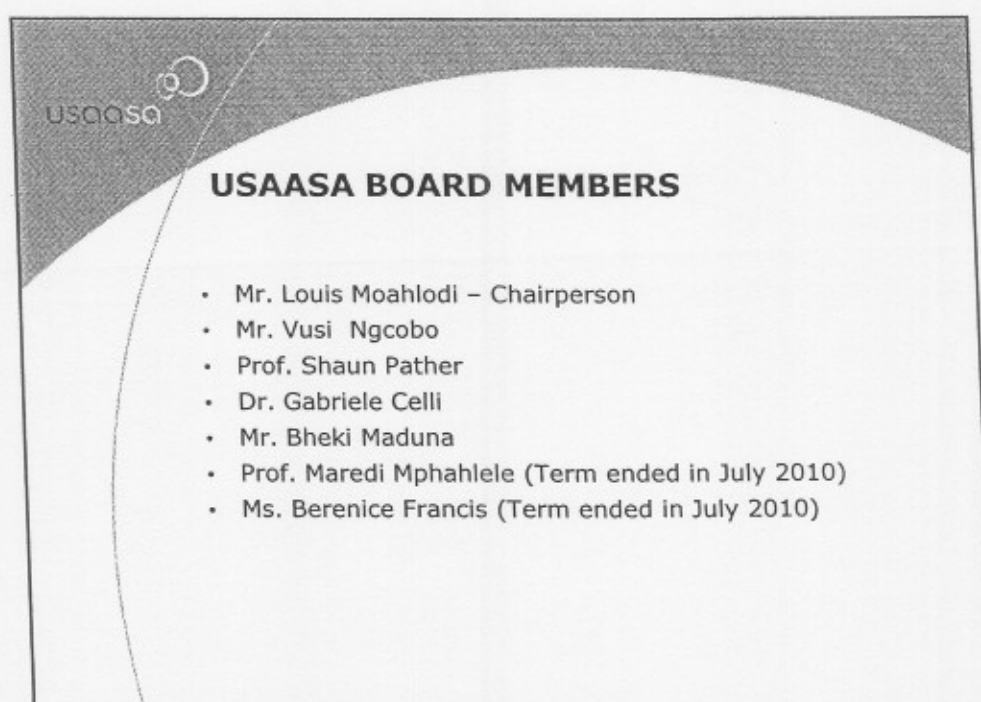 usaasa
USAASA BOARD MEMBERS
• Mr. Louis Moahlodi – Chairperson
• Mr. Vusi Ngcobo
• Prof. Shaun Pather
• Dr. Gabriele Celli
• Mr. Bheki Maduna
• Prof. Maredi Mphahlele (Term ended in July 2010)
• Ms. Berenice Francis (Term ended in July 2010)